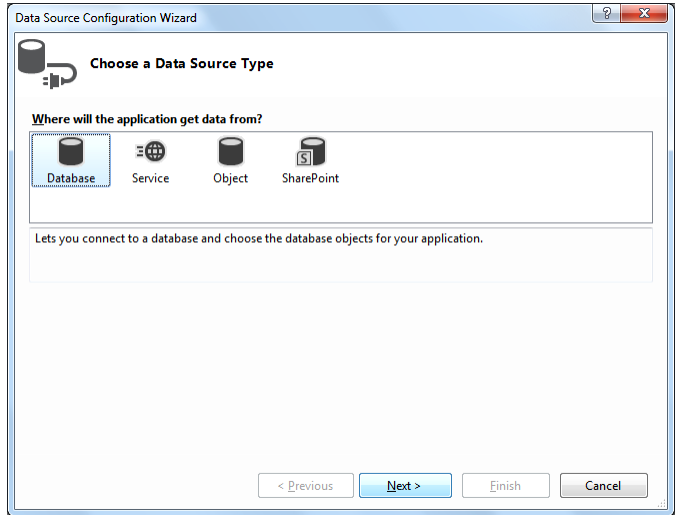 Data Source Configuration Wizard
?
X
Choose a Data Source Type
Where will the application get data from?
Database Service Object SharePoint
S
Lets you connect to a database and choose the database objects for your application.
< Previous Next > Finish Cancel